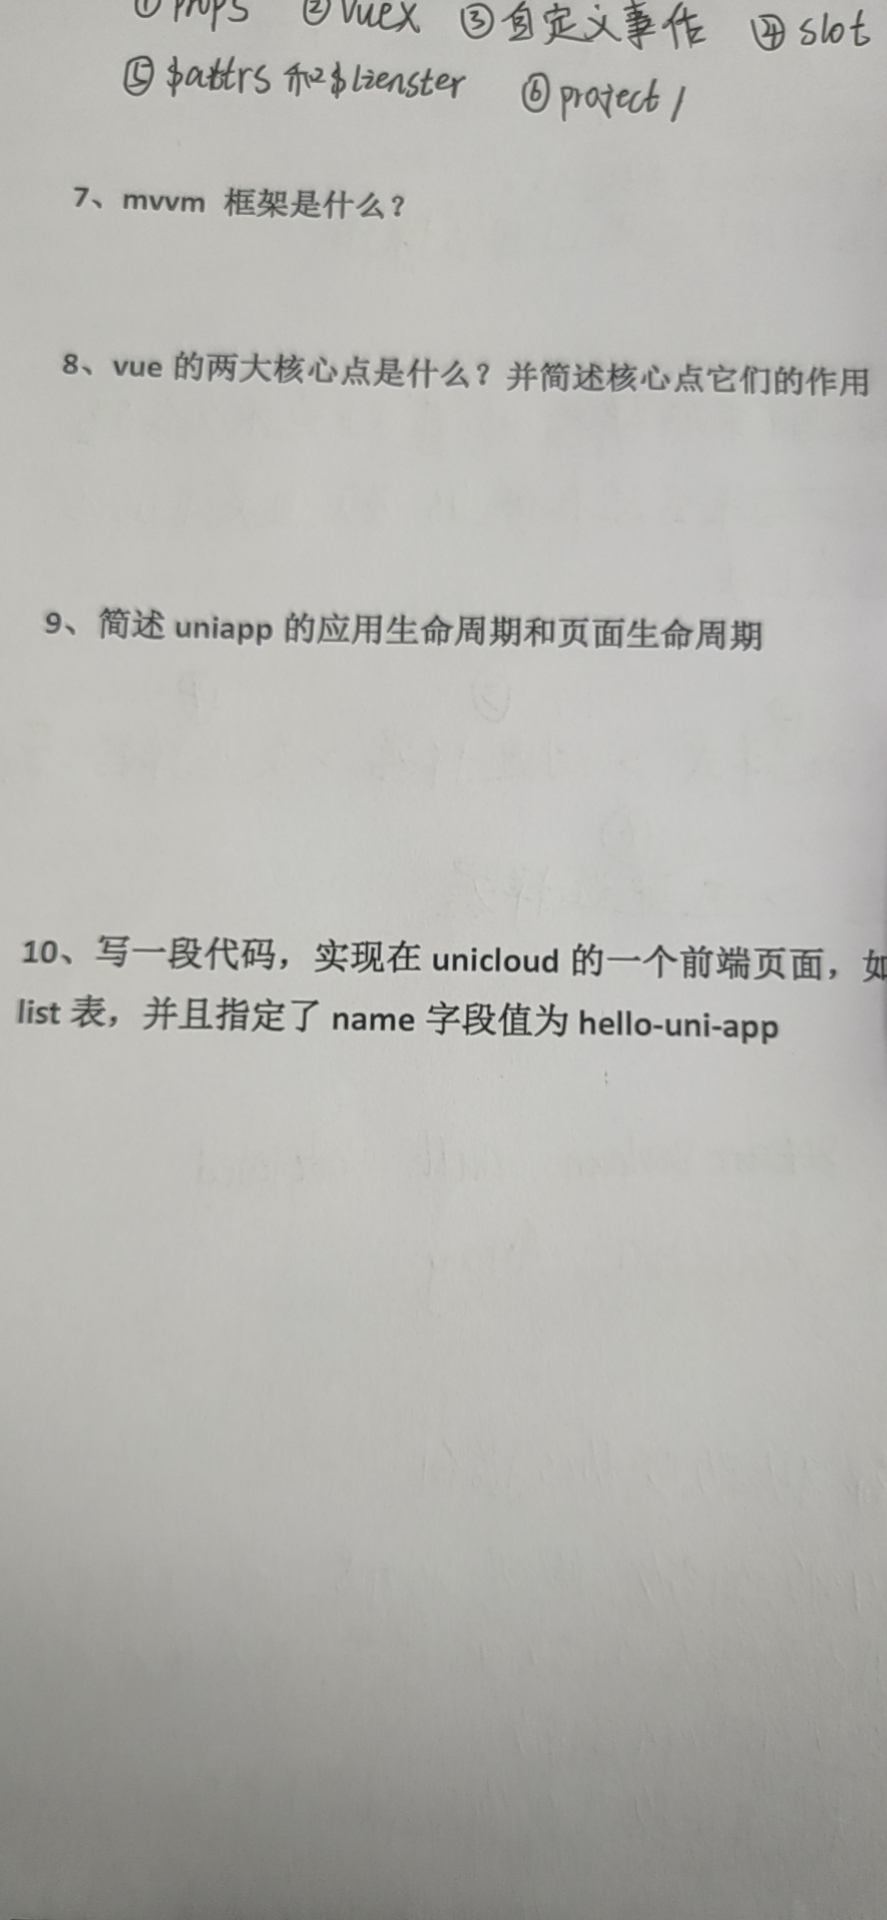 ① props ② vuex ③ 自定义事件 ④ slot
⑤ $attrs 和 $lienster ⑥ project /
7、mvvm 框架是什么?
8、vue 的两大核心点是什么?并简述核心点它们的作用
9、简述 uniapp 的应用生命周期和页面生命周期
10、写一段代码,实现在 unicloud 的一个前端页面,如
list 表,并且指定了 name 字段值为 hello-uni-app